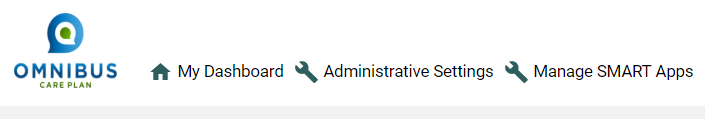 OMNIBUS
CARE PLAN
My Dashboard Administrative Settings Manage SMART Apps